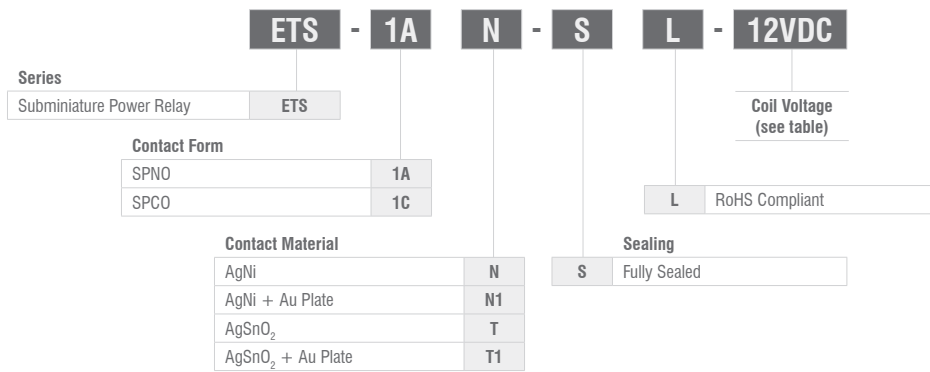 ETS - 1A N - S L - 12VDC
Series
Subminiature Power Relay ETS
Coil Voltage
(see table)
Contact Form
SPNO 1A
SPCO 1C
L RoHS Compliant
Contact Material
AgNi N
AgNi + Au Plate N1
AgSnO₂ T
AgSnO₂ + Au Plate T1
Sealing
S Fully Sealed